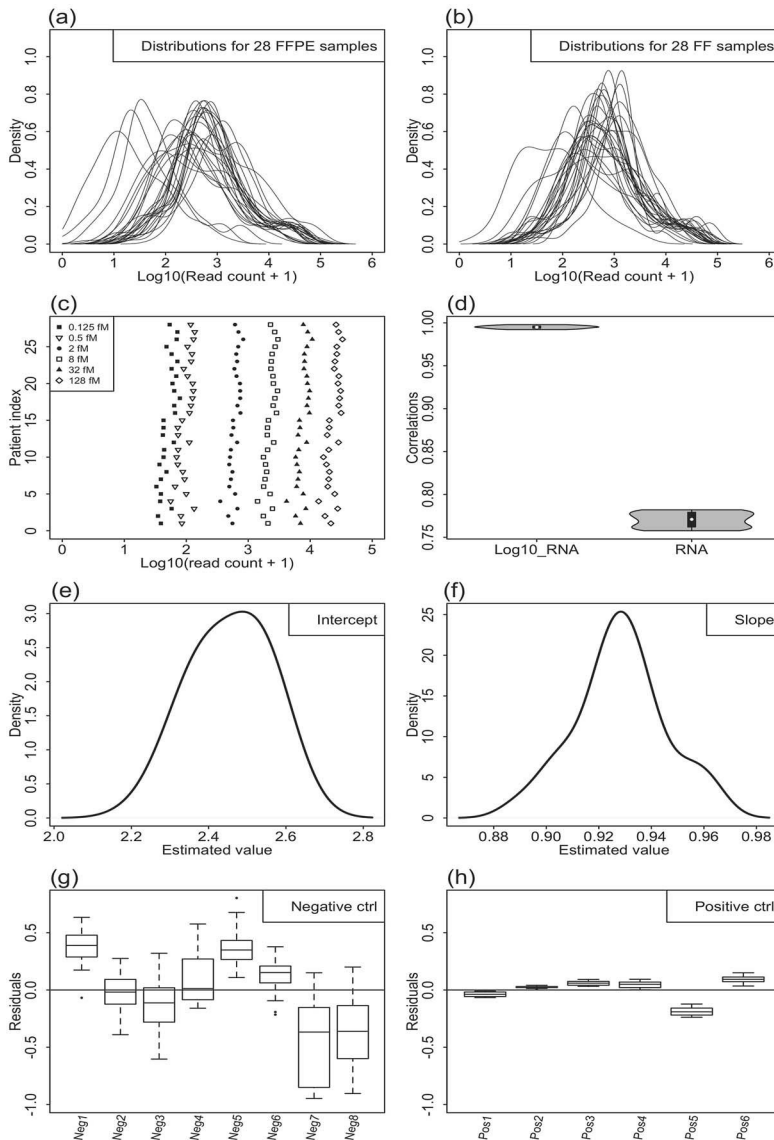 (a)
Distributions for 28 FFPE samples
Density
0.0 0.2 0.4 0.6 0.8 1.0
0 1 2 3 4 5 6
Log10(Read count + 1)
(b)
Distributions for 28 FF samples
Density
0.0 0.2 0.4 0.6 0.8 1.0
0 1 2 3 4 5 6
Log10(Read count + 1)
(c)
0.125 fM
0.5 fM
2 fM
8 fM
32 fM
128 fM
Patient index
0 5 10 15 20 25
0 1 2 3 4 5
Log10(read count + 1)
(d)
Correlations
0.75 0.80 0.85 0.90 0.95 1.00
Log10_RNA RNA
(e)
Intercept
Density
0.0 0.5 1.0 1.5 2.0 2.5 3.0
2.0 2.2 2.4 2.6 2.8
Estimated value
(f)
Slope
Density
0 5 10 15 20 25
0.88 0.90 0.92 0.94 0.96 0.98
Estimated value
(g)
Negative ctrl
Residuals
-1.0 -0.5 0.0 0.5
Neg1 Neg2 Neg3 Neg4 Neg5 Neg6 Neg7 Neg8
(h)
Positive ctrl
Residuals
-1.0 -0.5 0.0 0.5
Pos1 Pos2 Pos3 Pos4 Pos5 Pos6